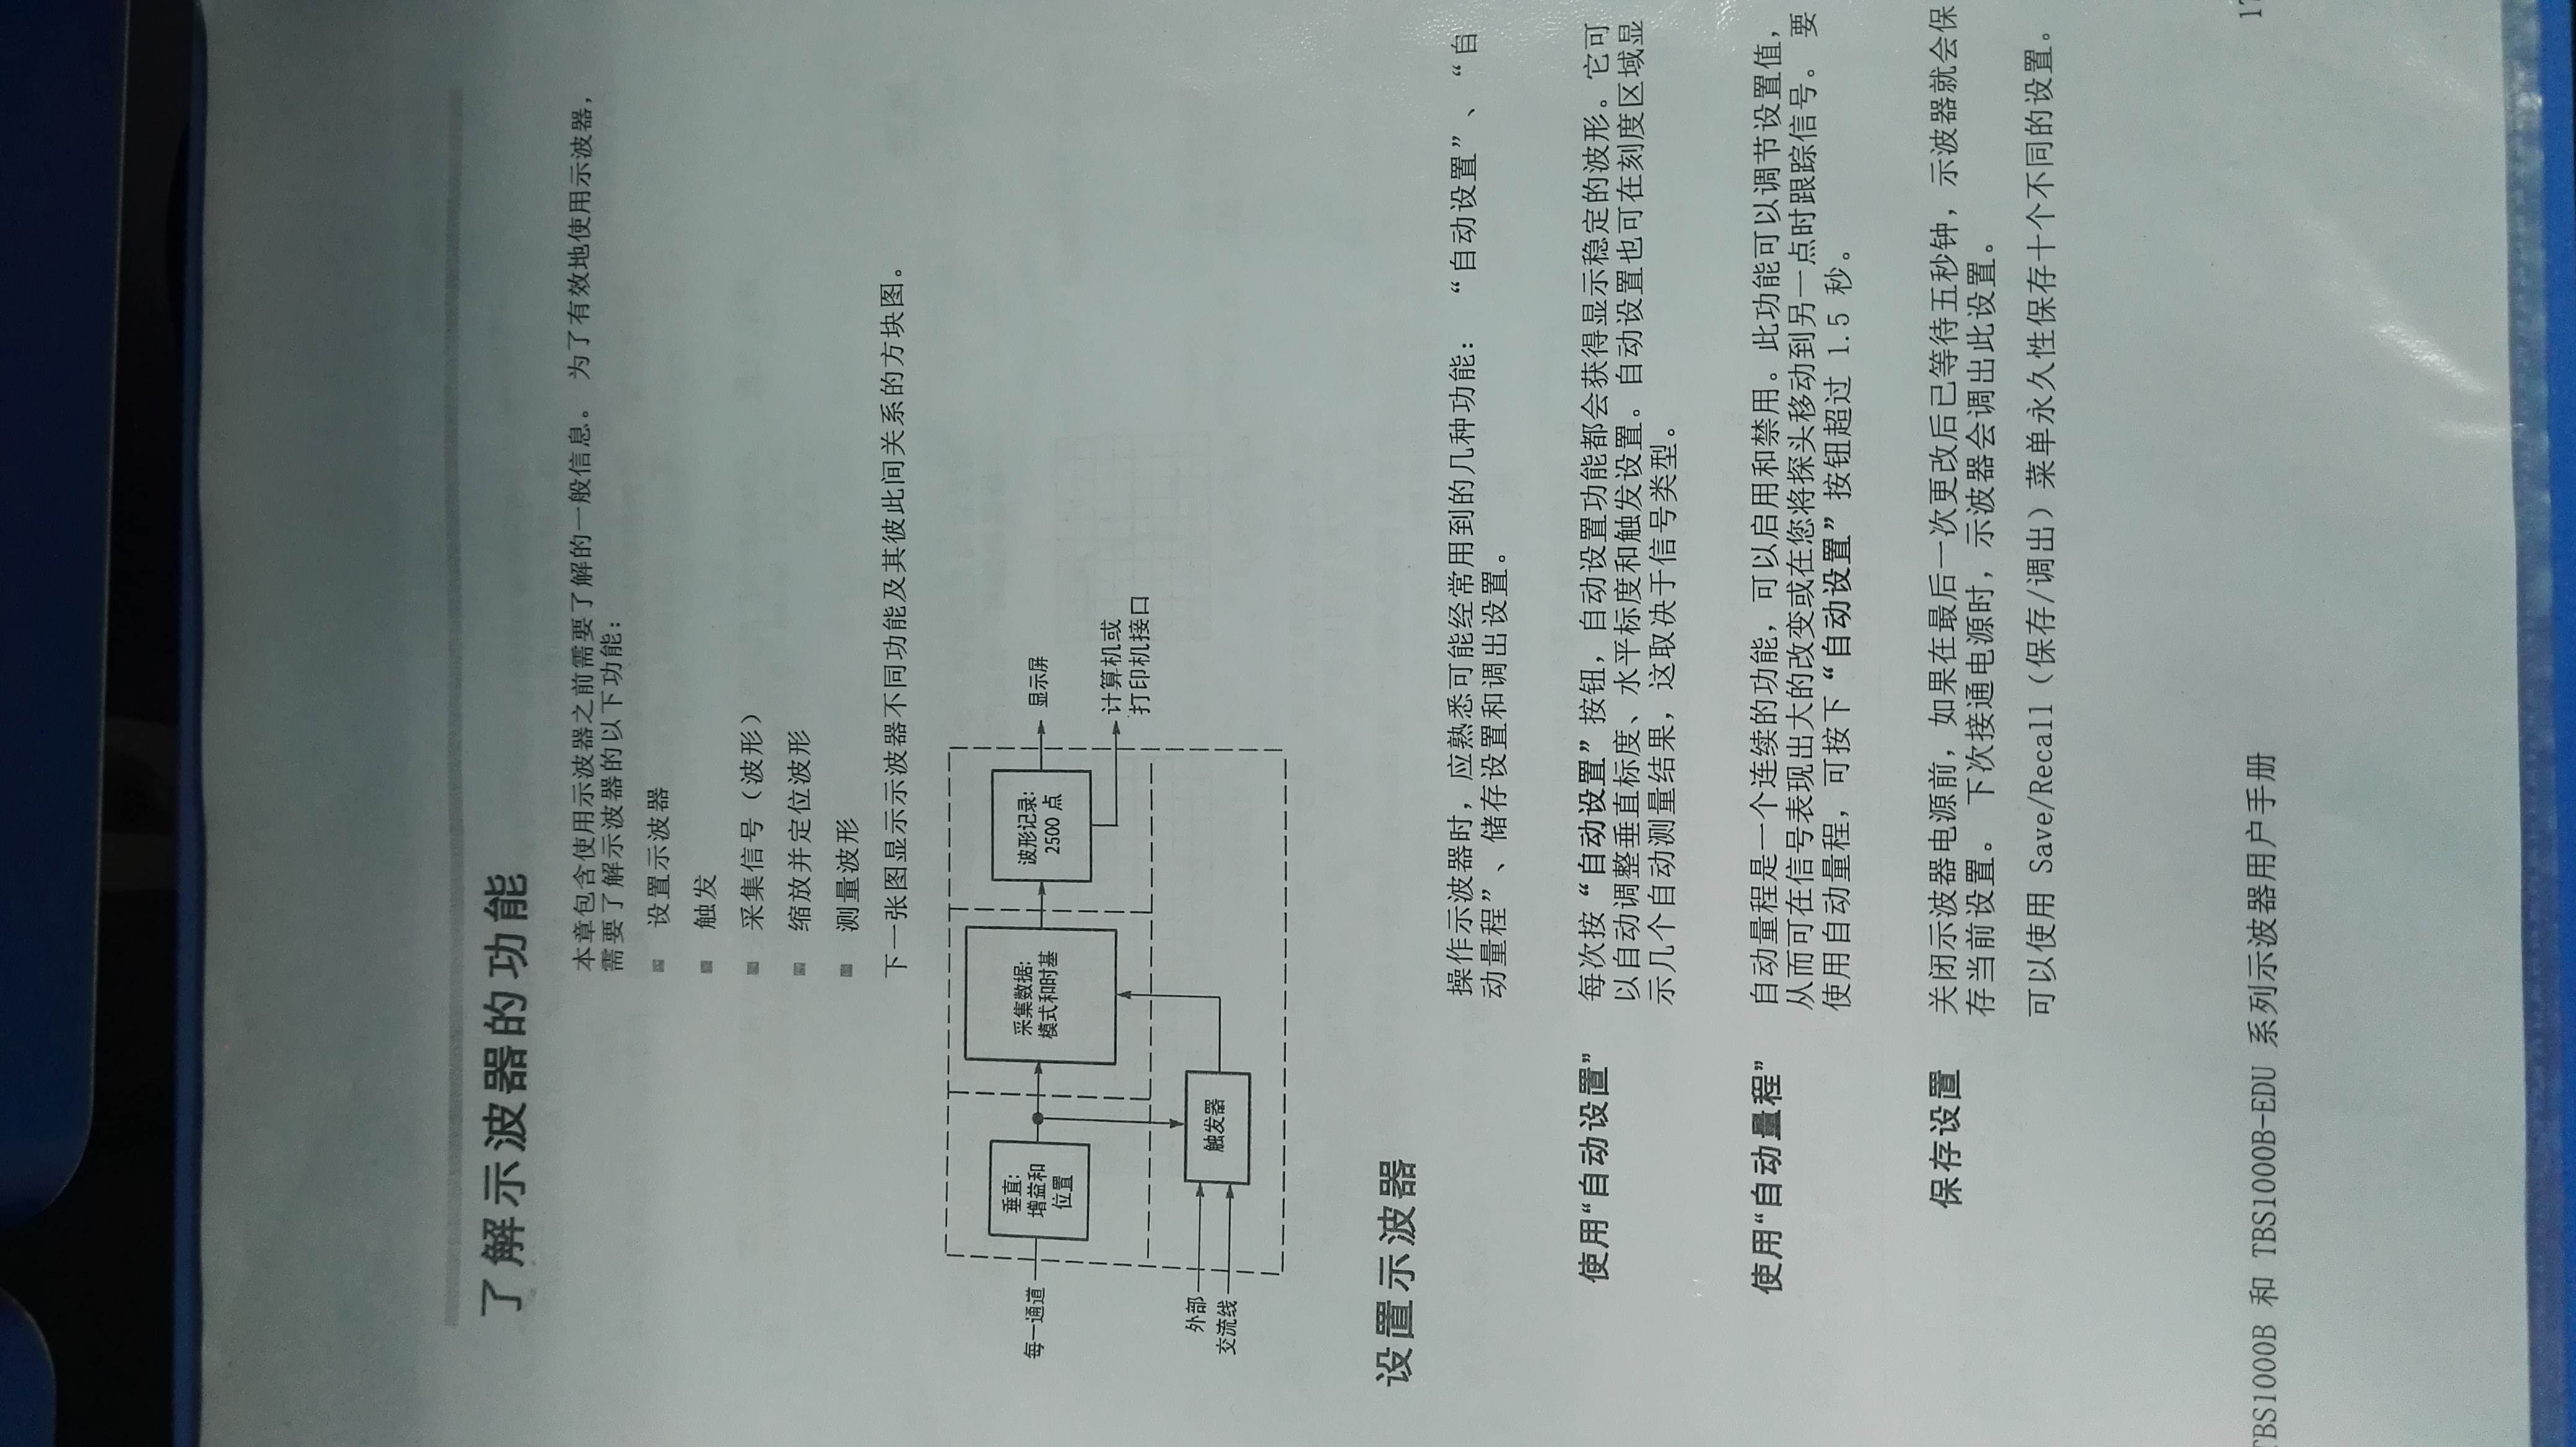 了解示波器的功能
本章包含使用示波器之前需要了解的一般信息。 为了有效地使用示波器，
需要了解示波器的以下功能：
■ 设置示波器
■ 触发
■ 采集信号（波形）
■ 缩放并定位波形
■ 测量波形
下一张图显示示波器不同功能及其彼此间关系的方块图。
每一通道
垂直:
增益和
位置
采集数据:
模式和时基
波形记录:
2500 点
显示屏
计算机或
打印机接口
外部
交流线
触发器
设置示波器
操作示波器时，应熟悉可能经常用到的几种功能： “自动设置”、“自
动量程”、储存设置和调出设置。
使用“自动设置”
每次按“自动设置”按钮，自动设置功能都会获得显示稳定的波形。它可
以自动调整垂直标度、水平标度和触发设置。自动设置也可在刻度区域显
示几个自动测量结果，这取决于信号类型。
使用“自动量程”
自动量程是一个连续的功能，可以启用和禁用。此功能可以调节设置值，
从而可在信号表现出大的改变或在您将探头移动到另一点时跟踪信号。要
使用自动量程，可按下“自动设置”按钮超过 1.5 秒。
保存设置
关闭示波器电源前，如果在最后一次更改后已等待五秒钟，示波器就会保
存当前设置。 下次接通电源时，示波器会调出此设置。
可以使用 Save/Recall（保存/调出）菜单永久性保存十个不同的设置。
TBS1000B 和 TBS1000B-EDU 系列示波器用户手册
17